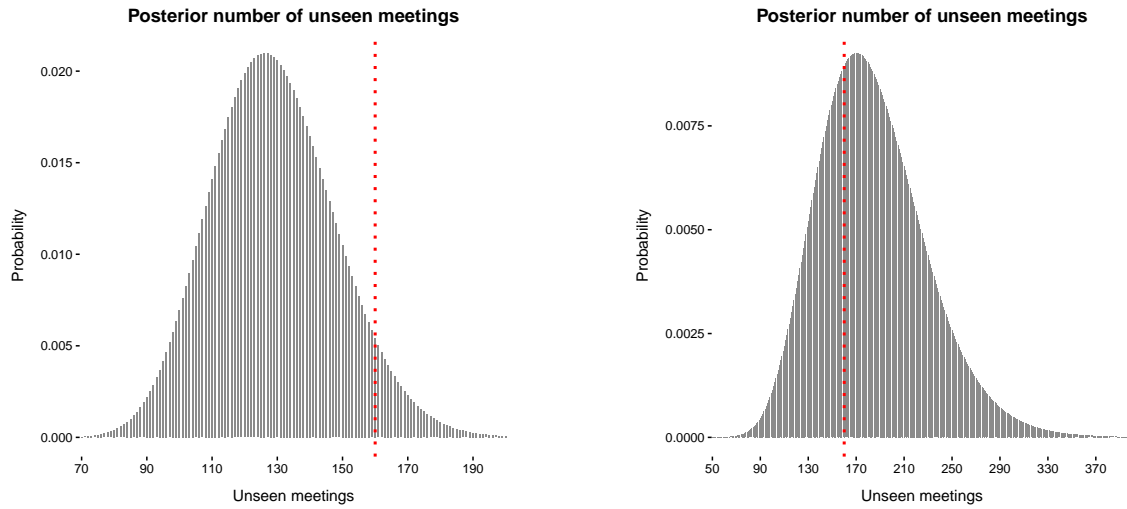 Posterior number of unseen meetings
0.020
0.015
0.010
0.005
0.000
Probability
70 90 110 130 150 170 190
Unseen meetings
Posterior number of unseen meetings
0.0075
0.0050
0.0025
0.0000
Probability
50 90 130 170 210 250 290 330 370
Unseen meetings